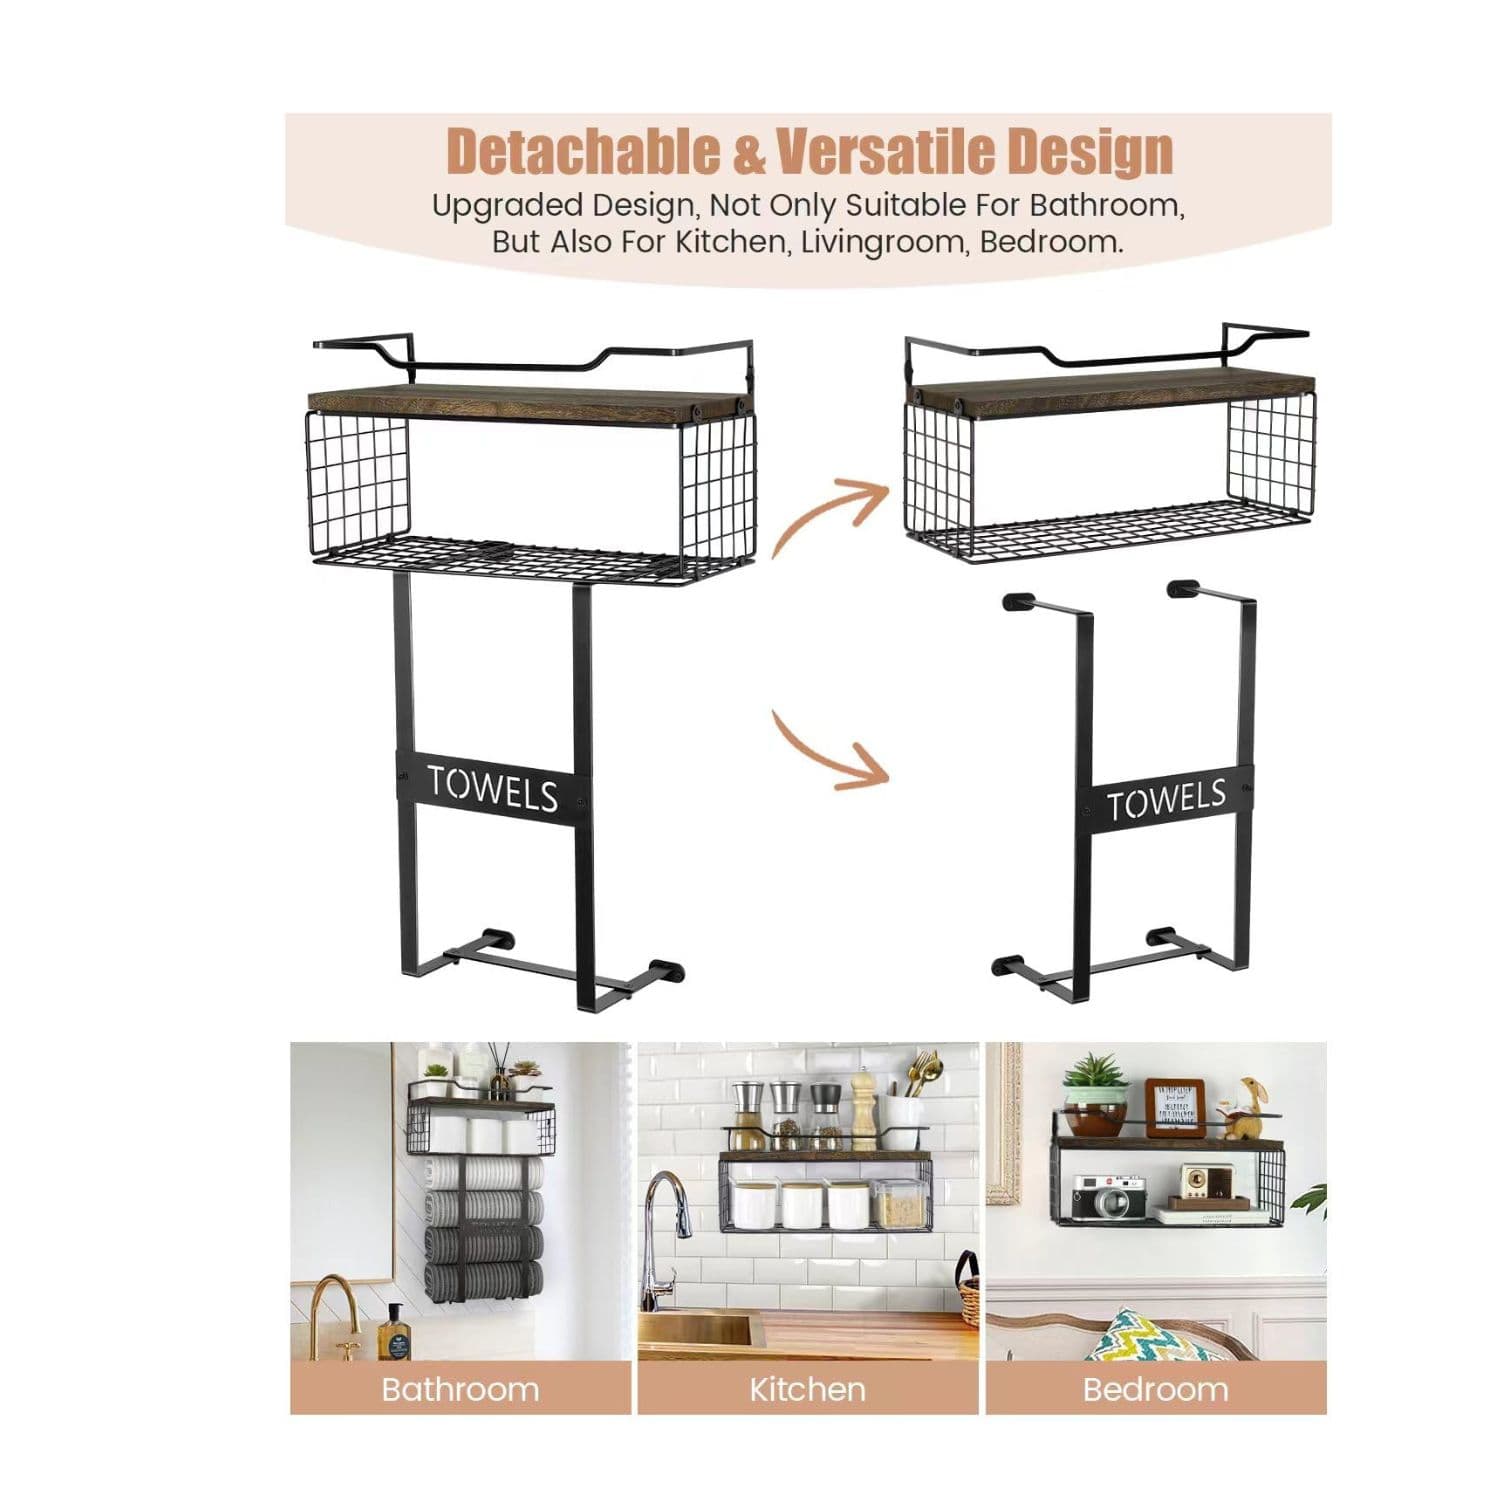 Detachable & Versatile Design
Upgraded Design, Not Only Suitable For Bathroom,
But Also For Kitchen, Livingroom, Bedroom.
TOWELS
TOWELS
TOWELS
Bathroom
Kitchen
Bedroom